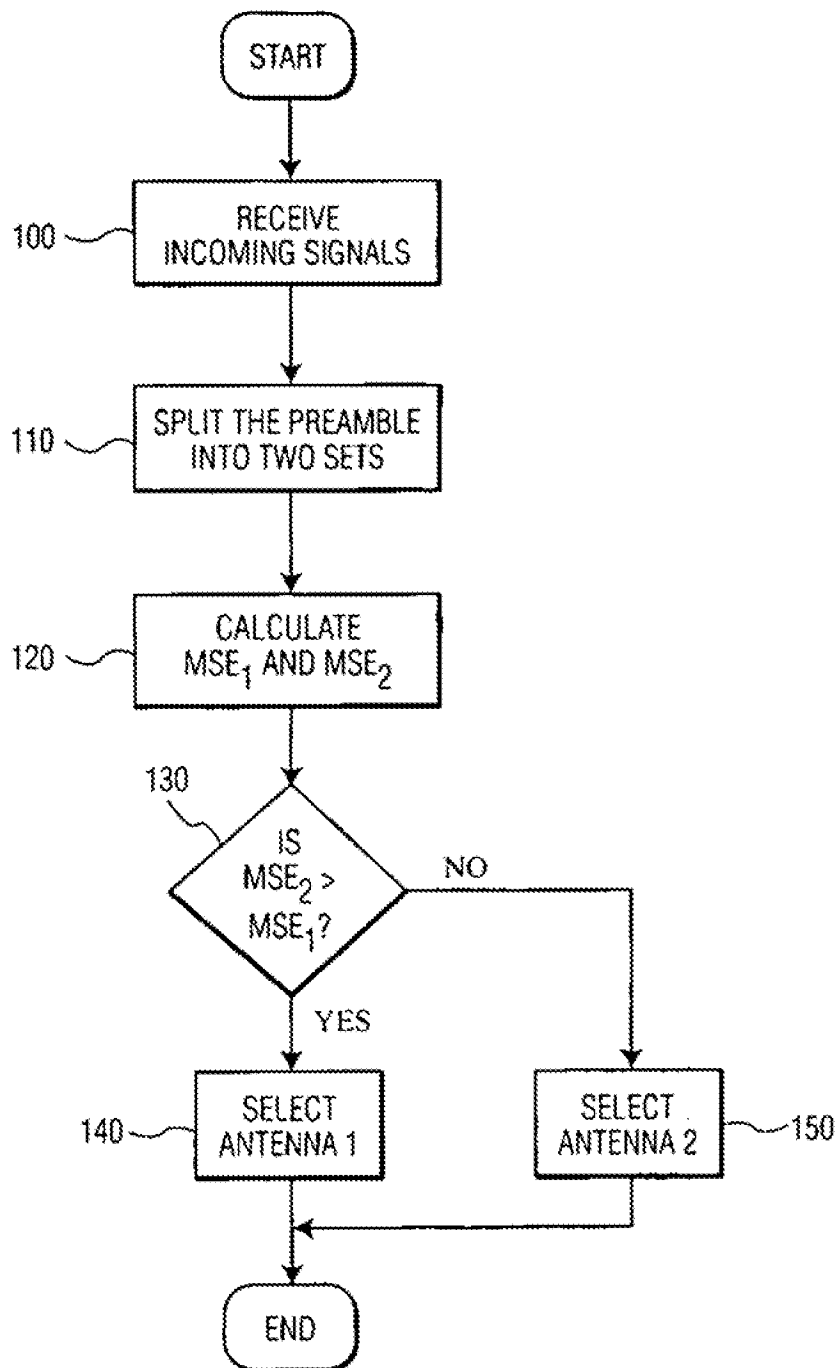 START
100
RECEIVE
INCOMING SIGNALS
110
SPLIT THE PREAMBLE
INTO TWO SETS
120
CALCULATE
MSE₁ AND MSE₂
130
IS
MSE₂ >
MSE₁?
NO
YES
140
SELECT
ANTENNA 1
SELECT
ANTENNA 2
150
END